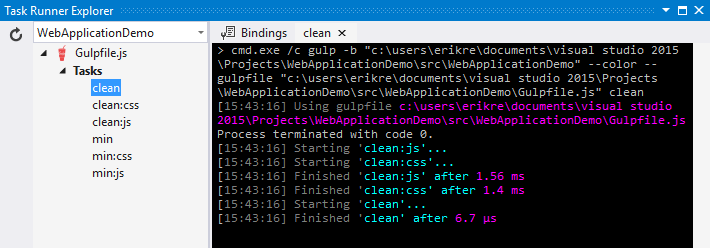 Task Runner Explorer
WebApplicationDemo
Gulpfile.js
Tasks
clean
clean:css
clean:js
min
min:css
min:js
Bindings clean
> cmd.exe /c gulp -b "c:\users\erikre\documents\visual studio 2015
\Projects\WebApplicationDemo\src\WebApplicationDemo" --color --
gulpfile "c:\users\erikre\documents\visual studio 2015\Projects
\WebApplicationDemo\src\WebApplicationDemo\Gulpfile.js" clean
[15:43:16] Using gulpfile c:\users\erikre\documents\visual studio
2015\Projects\WebApplicationDemo\src\WebApplicationDemo\Gulpfile.js
Process terminated with code 0.
[15:43:16] Starting 'clean:js'...
[15:43:16] Starting 'clean:css'...
[15:43:16] Finished 'clean:js' after 1.56 ms
[15:43:16] Finished 'clean:css' after 1.4 ms
[15:43:16] Starting 'clean'...
[15:43:16] Finished 'clean' after 6.7 μs